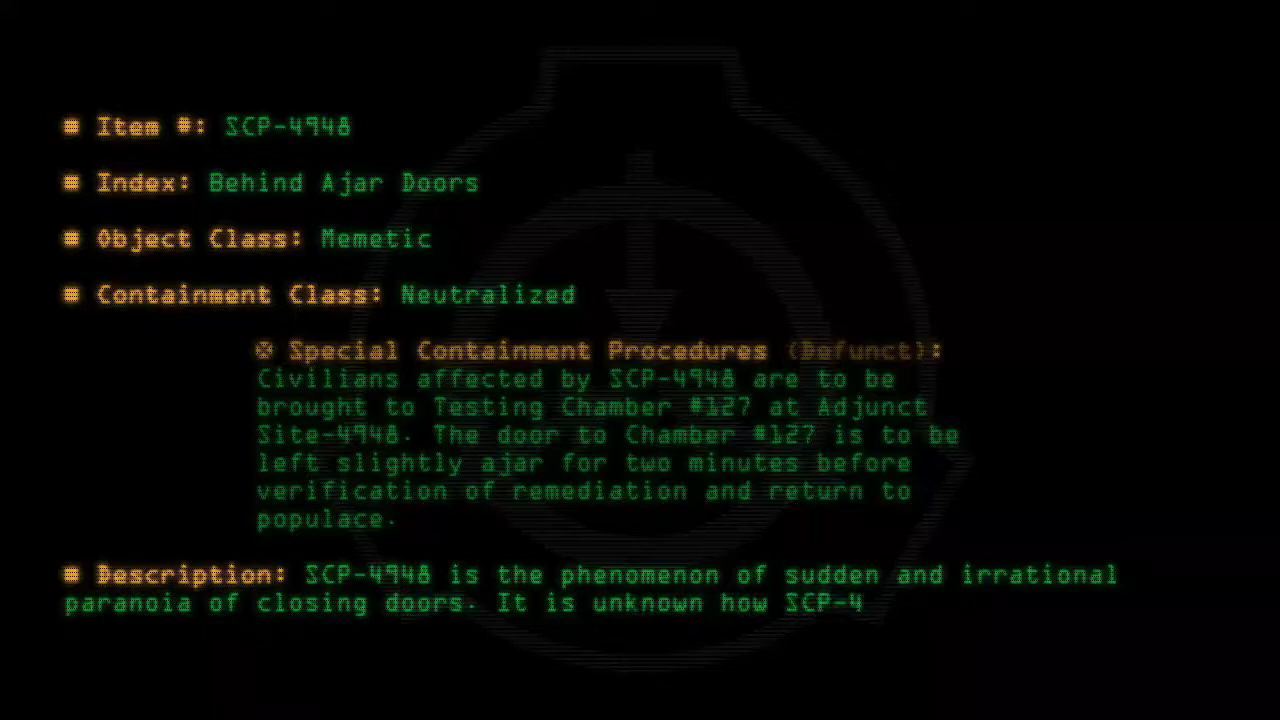 ■ Item #: SCP-4948
■ Index: Behind Ajar Doors
■ Object Class: Memetic
■ Containment Class: Neutralized
⊙ Special Containment Procedures (Defunct):
Civilians affected by SCP-4948 are to be
brought to Testing Chamber #127 at Adjunct
Site-4948. The door to Chamber #127 is to be
left slightly ajar for two minutes before
verification of remediation and return to
populace.
■ Description: SCP-4948 is the phenomenon of sudden and irrational
paranoia of closing doors. It is unknown how SCP-4